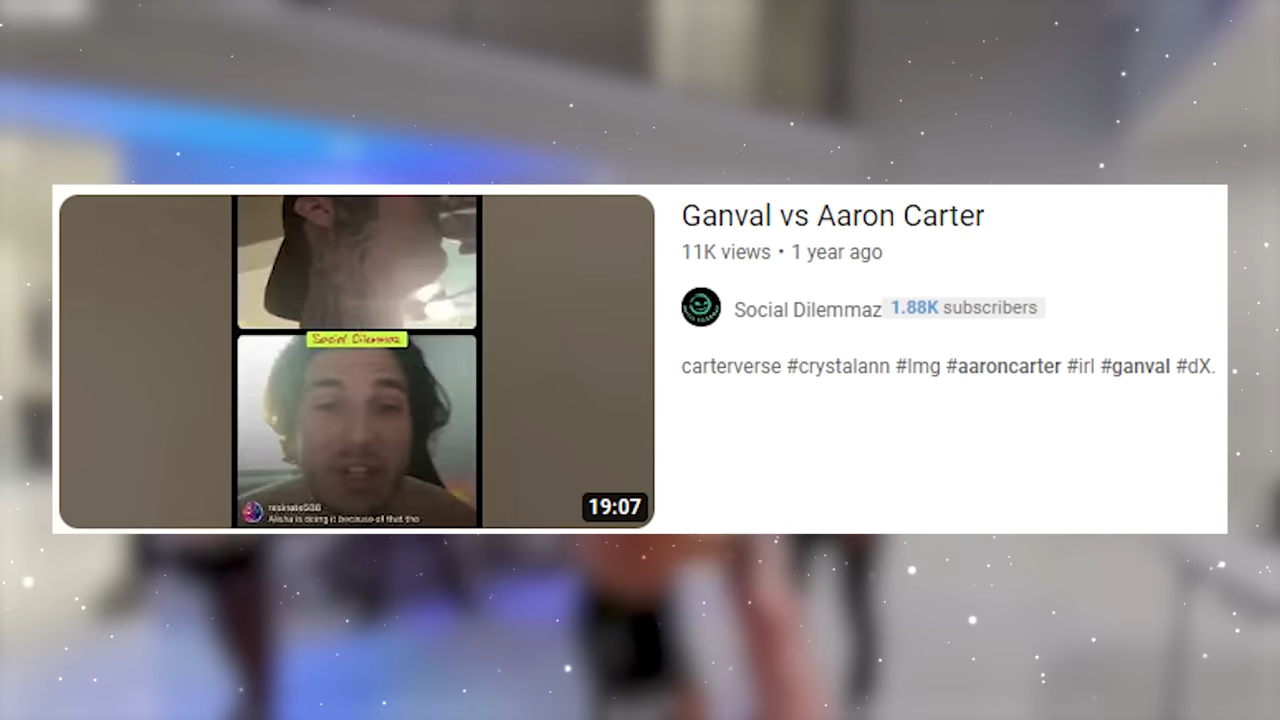 Ganval vs Aaron Carter
11K views • 1 year ago
Social Dilemmaz 1.88K subscribers
carterverse #crystalann #lmg #aaroncarter #irl #ganval #dX.
Social Dilemmaz
resinate508
Alisha is doing it because of that tho
19:07